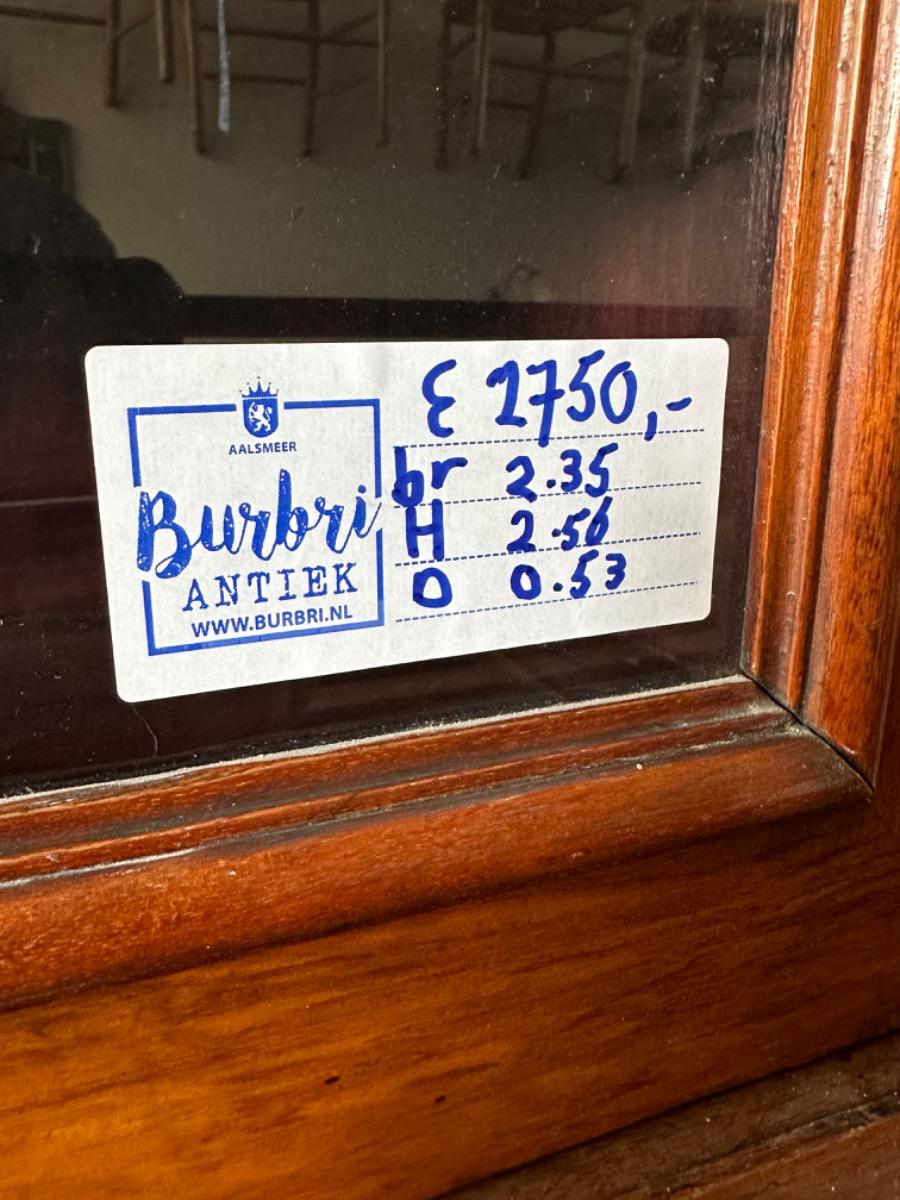 AALSMEER
Burbri
ANTIEK
WWW.BURBRI.NL
€ 2750,-
br 2.35
H 2.56
D 0.53